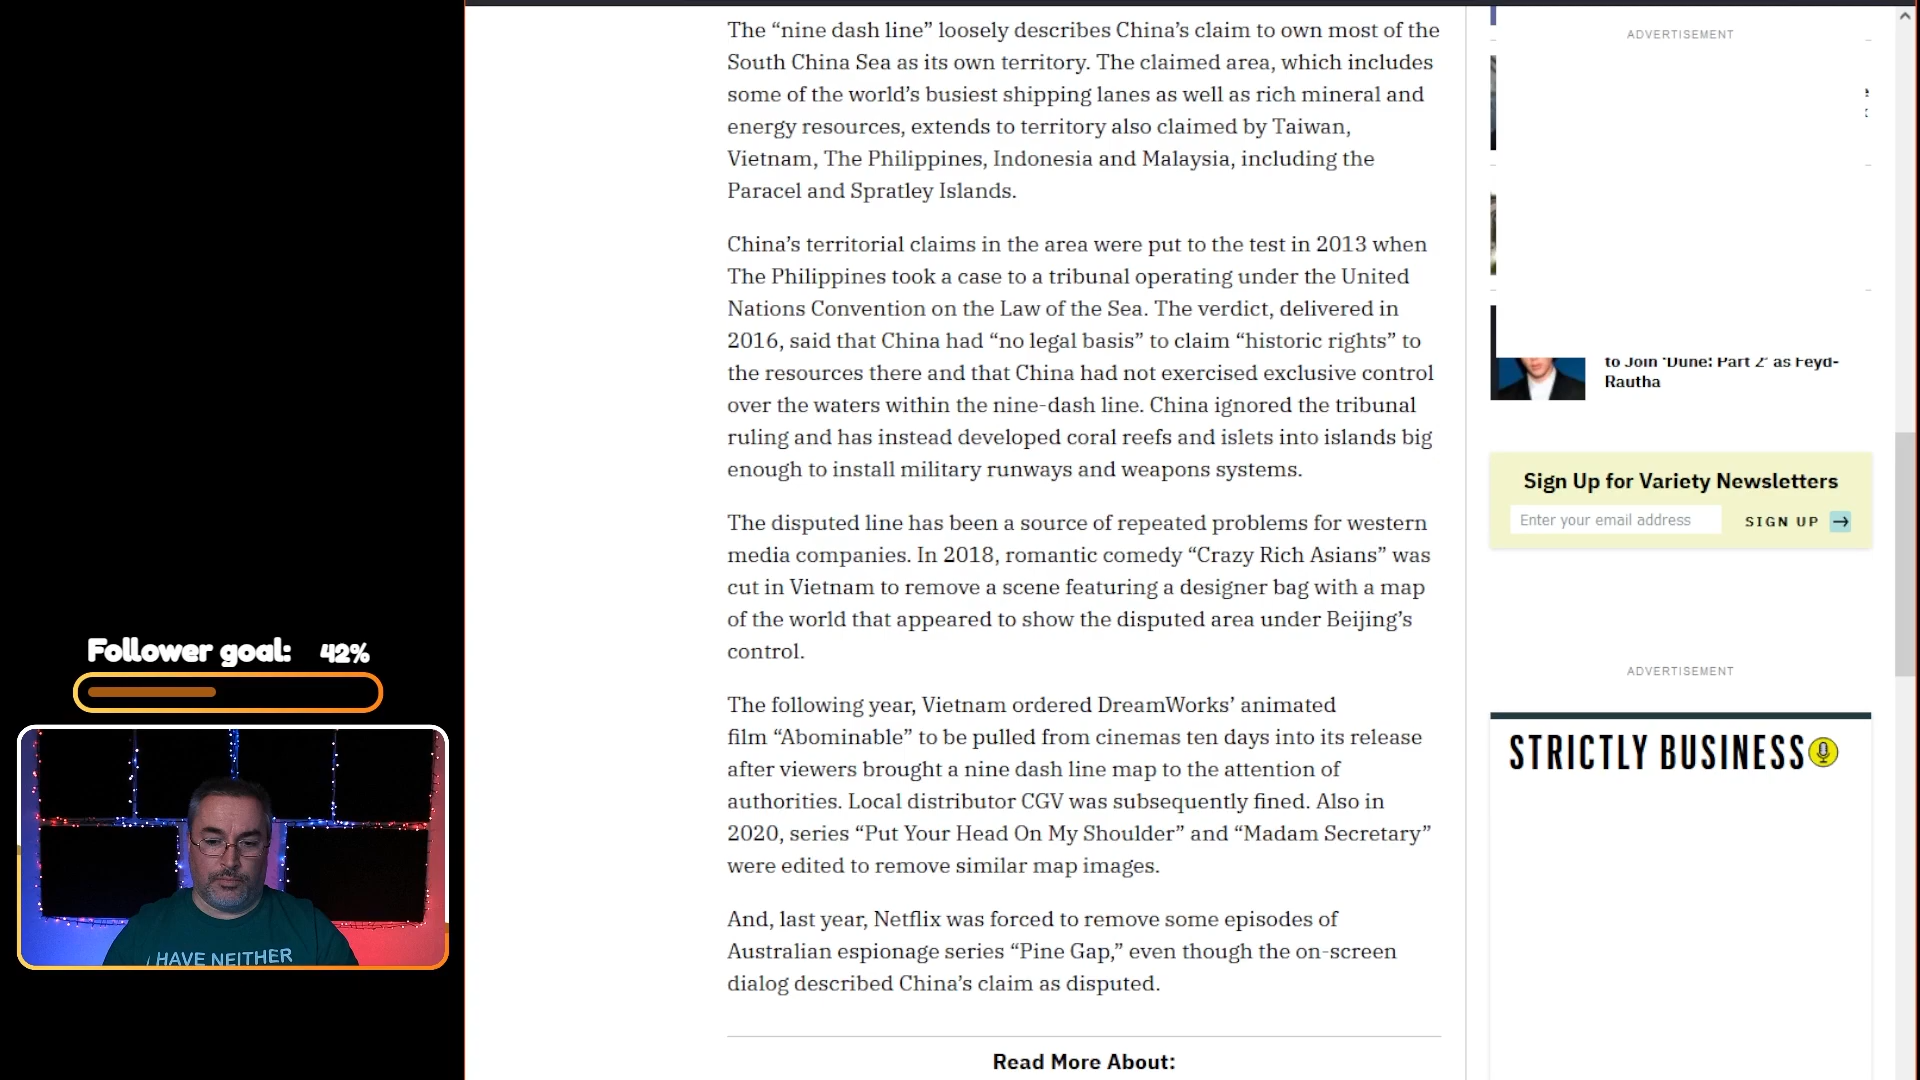 The “nine dash line” loosely describes China’s claim to own most of the
South China Sea as its own territory. The claimed area, which includes
some of the world’s busiest shipping lanes as well as rich mineral and
energy resources, extends to territory also claimed by Taiwan,
Vietnam, The Philippines, Indonesia and Malaysia, including the
Paracel and Spratley Islands.
China’s territorial claims in the area were put to the test in 2013 when
The Philippines took a case to a tribunal operating under the United
Nations Convention on the Law of the Sea. The verdict, delivered in
2016, said that China had “no legal basis” to claim “historic rights” to
the resources there and that China had not exercised exclusive control
over the waters within the nine-dash line. China ignored the tribunal
ruling and has instead developed coral reefs and islets into islands big
enough to install military runways and weapons systems.
The disputed line has been a source of repeated problems for western
media companies. In 2018, romantic comedy “Crazy Rich Asians” was
cut in Vietnam to remove a scene featuring a designer bag with a map
of the world that appeared to show the disputed area under Beijing’s
control.
The following year, Vietnam ordered DreamWorks’ animated
film “Abominable” to be pulled from cinemas ten days into its release
after viewers brought a nine dash line map to the attention of
authorities. Local distributor CGV was subsequently fined. Also in
2020, series “Put Your Head On My Shoulder” and “Madam Secretary”
were edited to remove similar map images.
And, last year, Netflix was forced to remove some episodes of
Australian espionage series “Pine Gap,” even though the on-screen
dialog described China’s claim as disputed.
Read More About:
ADVERTISEMENT
to Join ‘Dune: Part 2’ as Feyd-
Rautha
Sign Up for Variety Newsletters
Enter your email address
SIGN UP
ADVERTISEMENT
STRICTLY BUSINESS
Follower goal: 42%
I HAVE NEITHER